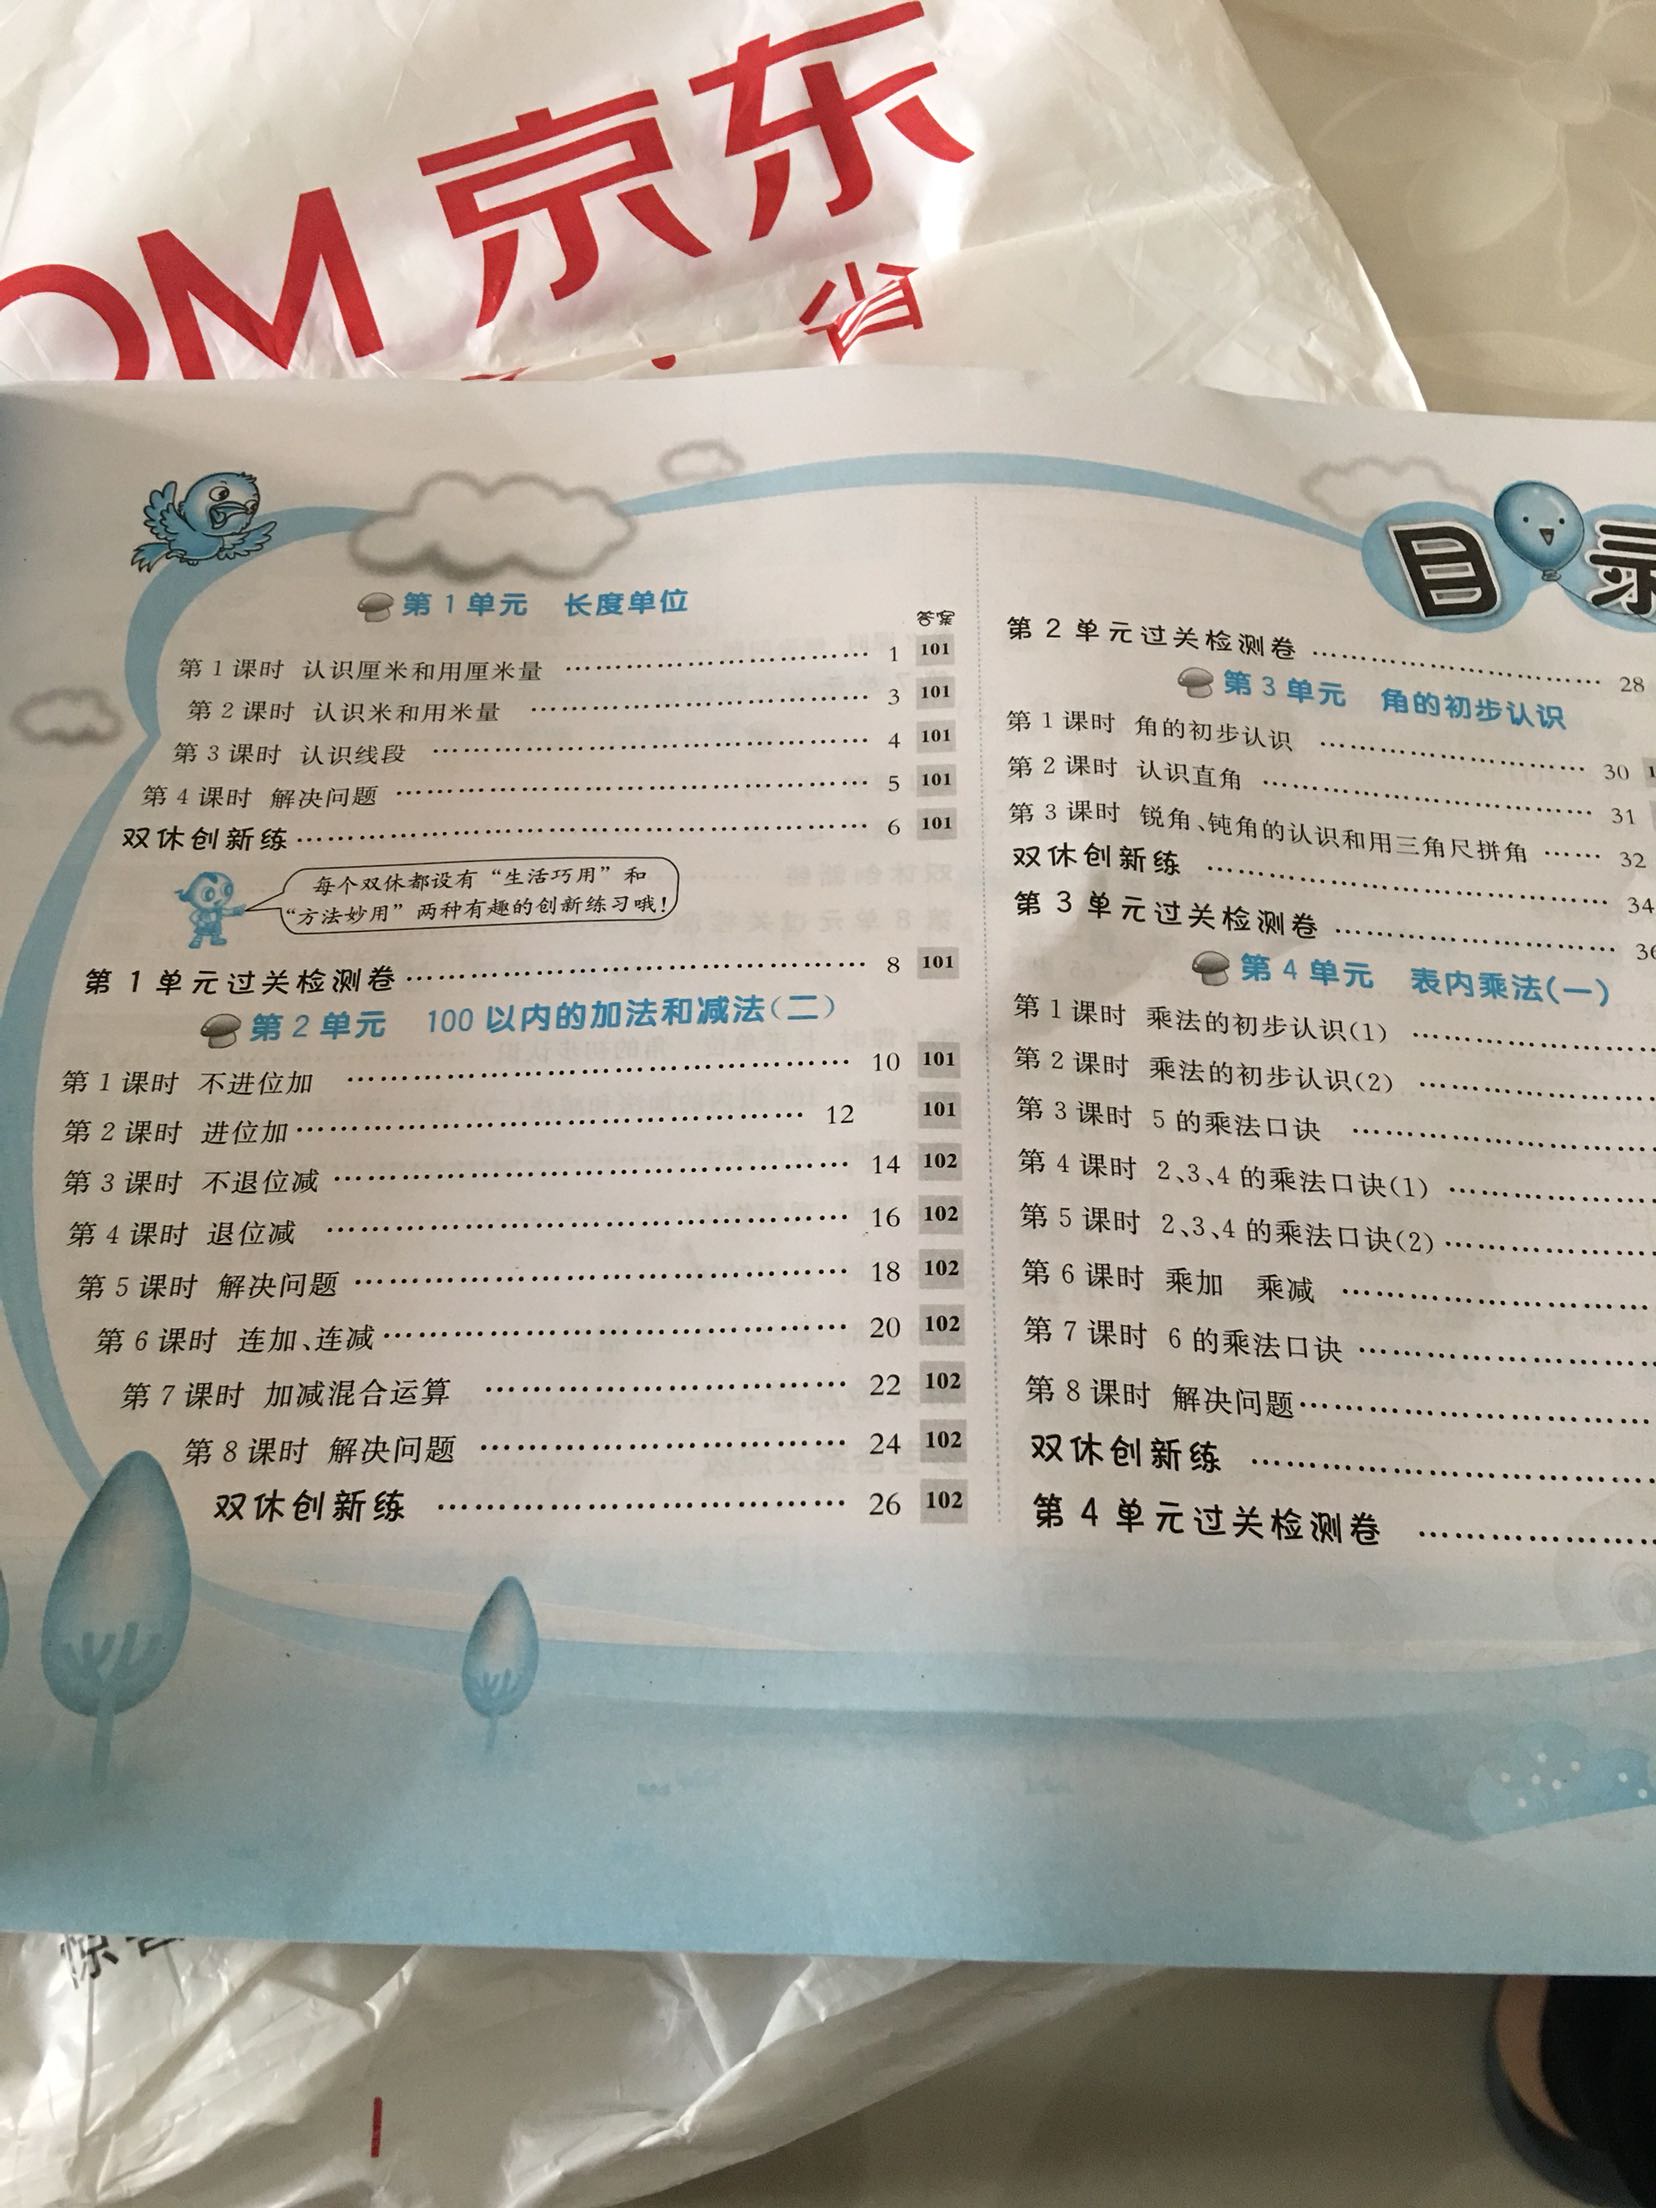 OM 京东
省
目录
第1单元 长度单位
答案
第1课时 认识厘米和用厘米量 …… 1 101
第2课时 认识米和用米量 …… 3 101
第3课时 认识线段 …… 4 101
第4课时 解决问题 …… 5 101
双休创新练 …… 6 101
每个双休都设有“生活巧用”和
“方法妙用”两种有趣的创新练习哦！
第1单元过关检测卷 …… 8 101
第2单元 100以内的加法和减法(二)
第1课时 不进位加 …… 10 101
第2课时 进位加 …… 12 101
第3课时 不退位减 …… 14 102
第4课时 退位减 …… 16 102
第5课时 解决问题 …… 18 102
第6课时 连加、连减 …… 20 102
第7课时 加减混合运算 …… 22 102
第8课时 解决问题 …… 24 102
双休创新练 …… 26 102
第2单元过关检测卷 …… 28
第3单元 角的初步认识
第1课时 角的初步认识 …… 30
第2课时 认识直角 …… 31
第3课时 锐角、钝角的认识和用三角尺拼角 …… 32
双休创新练 …… 34
第3单元过关检测卷 …… 36
第4单元 表内乘法(一)
第1课时 乘法的初步认识(1) ……
第2课时 乘法的初步认识(2) ……
第3课时 5的乘法口诀 ……
第4课时 2、3、4的乘法口诀(1) ……
第5课时 2、3、4的乘法口诀(2) ……
第6课时 乘加 乘减 ……
第7课时 6的乘法口诀 ……
第8课时 解决问题 ……
双休创新练 ……
第4单元过关检测卷 ……